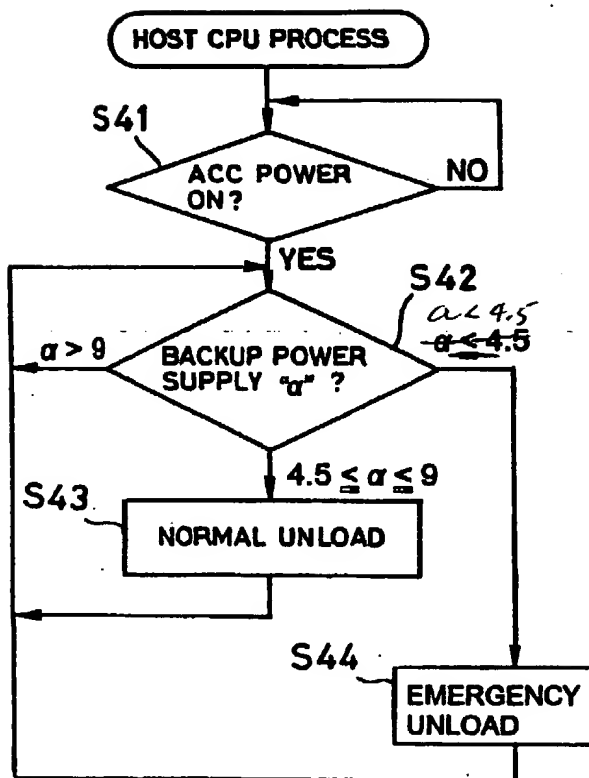 HOST CPU PROCESS
S41
ACC POWER
ON?
NO
YES
S42
α < 4.5
α < 4.5
α > 9
BACKUP POWER
SUPPLY "α" ?
4.5 ≤ α ≤ 9
S43
NORMAL UNLOAD
S44
EMERGENCY
UNLOAD